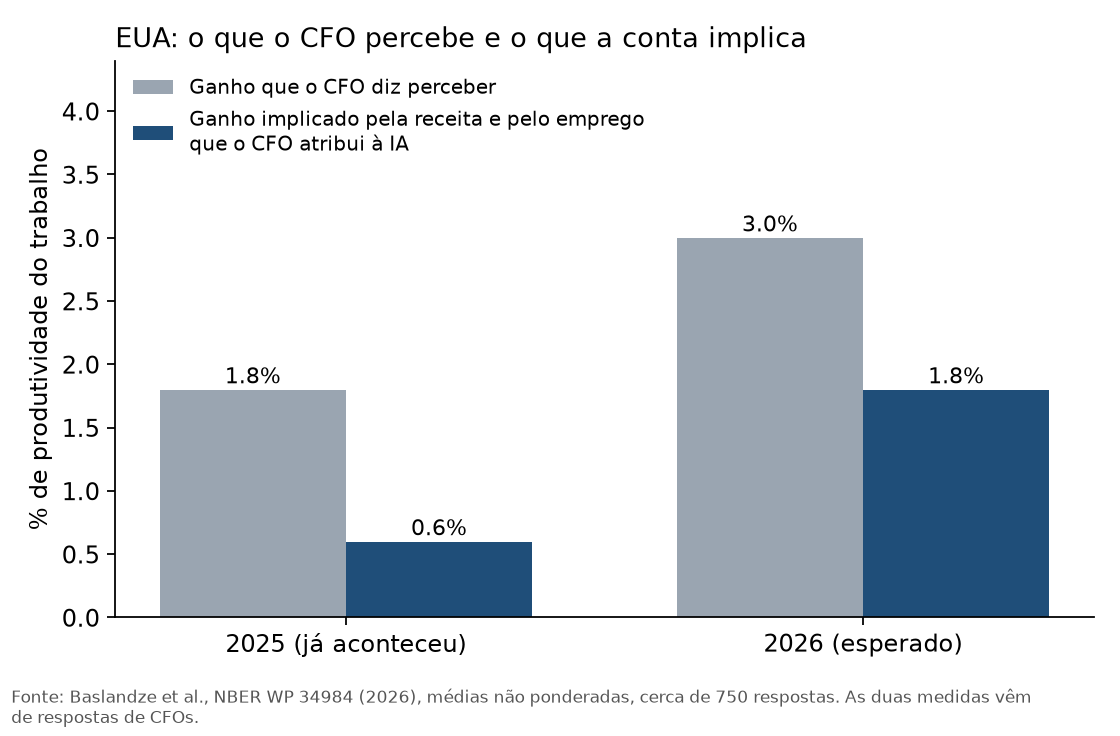 EUA: o que o CFO percebe e o que a conta implica
Ganho que o CFO diz perceber
Ganho implicado pela receita e pelo emprego
que o CFO atribui à IA
% de produtividade do trabalho
4.0
3.5
3.0
2.5
2.0
1.5
1.0
0.5
0.0
1.8%
0.6%
3.0%
1.8%
2025 (já aconteceu)
2026 (esperado)
Fonte: Baslandze et al., NBER WP 34984 (2026), médias não ponderadas, cerca de 750 respostas. As duas medidas vêm
de respostas de CFOs.